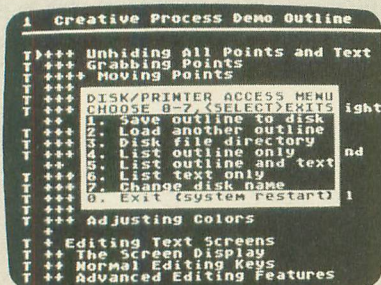 1 Creative Process Demo Outline
T ▶+++ Unhiding All Points and Text
T +++ Grabbing Points
T ++++ Moving Points
T +++
T +++ DISK/PRINTER ACCESS MENU
T +++ CHOOSE 0-7,<SELECT>EXITS ight
T +++ 1. Save outline to disk
++ 2. Load another outline
T +++ 3. Disk file directory
T +++ 4. List outline only nd
++ 5. List outline and text
T +++ 6. List text only
T +++ 7. Change disk name
T +++ 0. Exit (system restart) l
T +++ Adjusting Colors
+
T + Editing Text Screens
T ++ The Screen Display
T ++ Normal Editing Keys
T ++ Advanced Editing Features